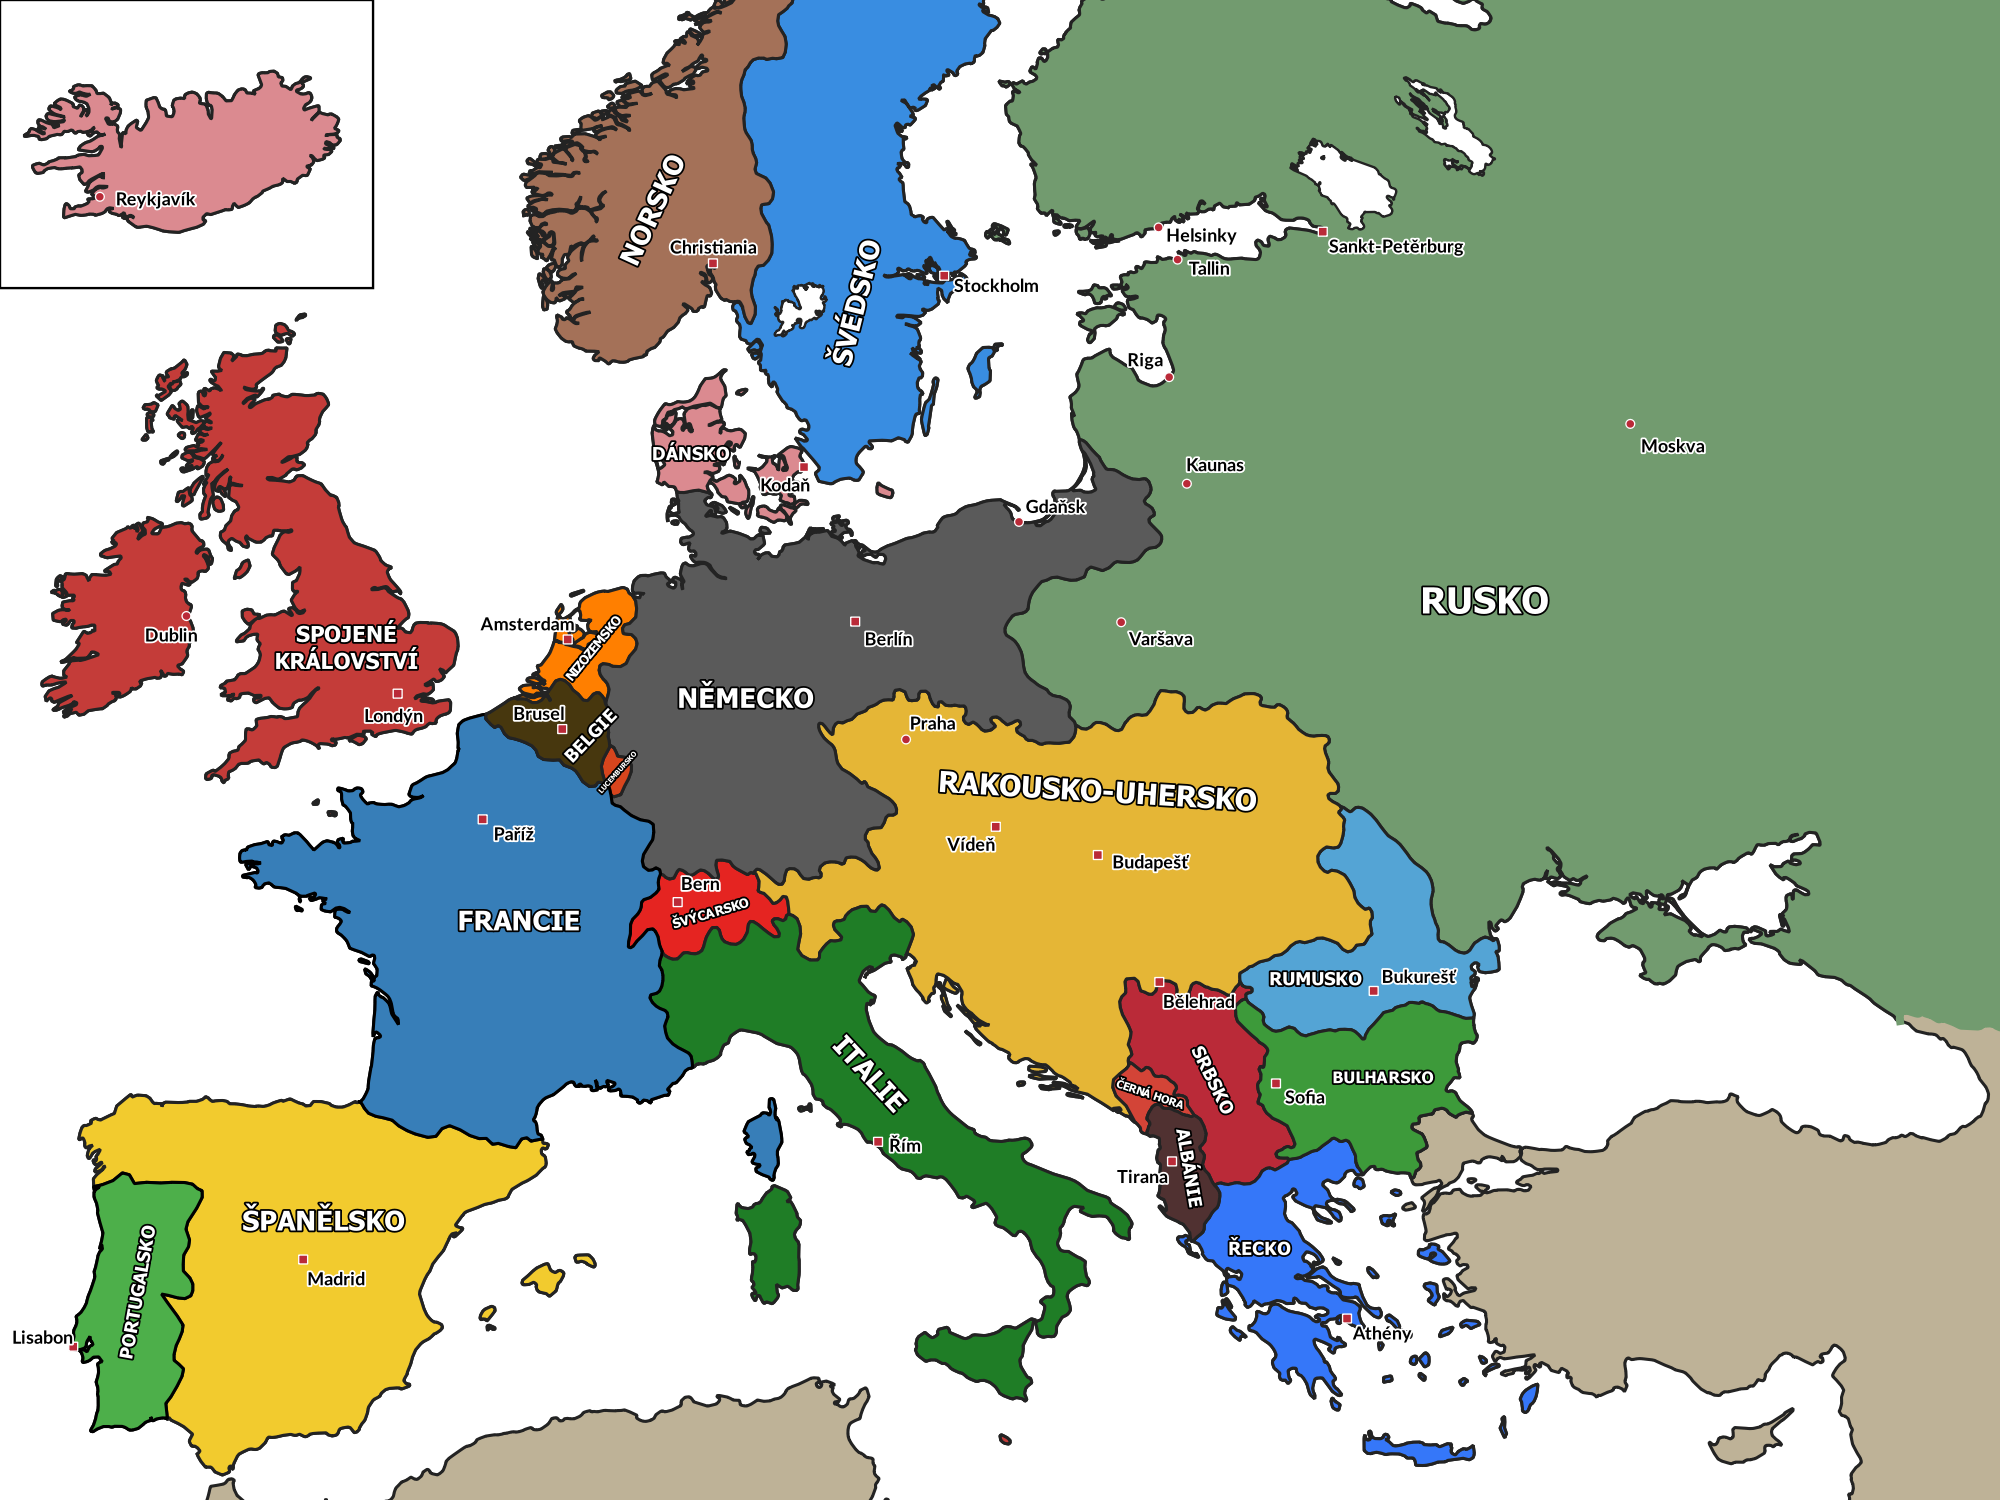 Reykjavík
NORSKO
Christiania
ŠVÉDSKO
Stockholm
Helsinky
Tallin
Sankt-Petěrburg
Riga
Moskva
DÁNSKO
Kodaň
Kaunas
Gdaňsk
Dublin
SPOJENÉ
KRÁLOVSTVÍ
Londýn
Amsterdam
NIZOZEMSKO
Berlín
Varšava
RUSKO
NĚMECKO
Brusel
BELGIE
LUCEMBURSKO
Praha
RAKOUSKO-UHERSKO
Vídeň
Budapešť
Paříž
FRANCIE
Bern
ŠVÝCARSKO
RUMUSKO
Bukurešť
Bělehrad
SRBSKO
ČERNÁ HORA
BULHARSKO
Sofia
ITALIE
Řím
ALBÁNIE
Tirana
ŘECKO
Athény
ŠPANĚLSKO
Madrid
PORTUGALSKO
Lisabon